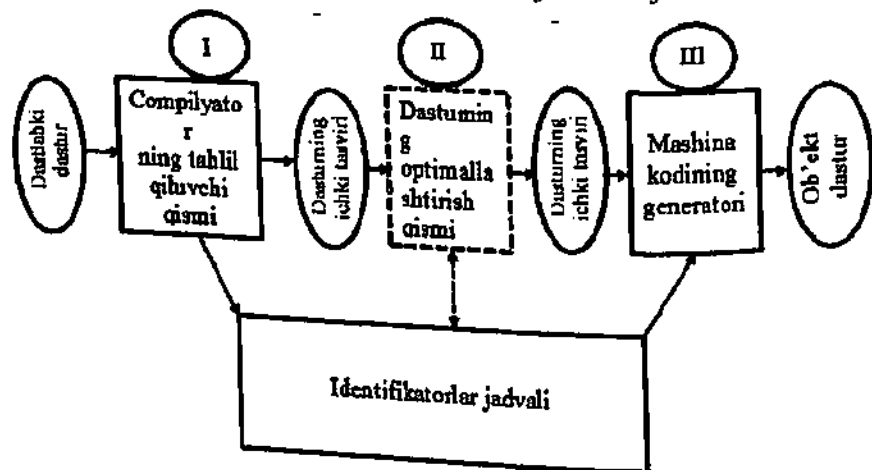 I
II
III
Dastlabki
dastur
Compilyato
r
ning tahlil
qiluvchi
qismi
Dasturning
ichki tasviri
Dastuming
optimalla
shtirish
qismi
Dasturning
ichki tasviri
Mashina
kodining
generatori
Ob'ekt
dastur
Identifikatorlar jadvali